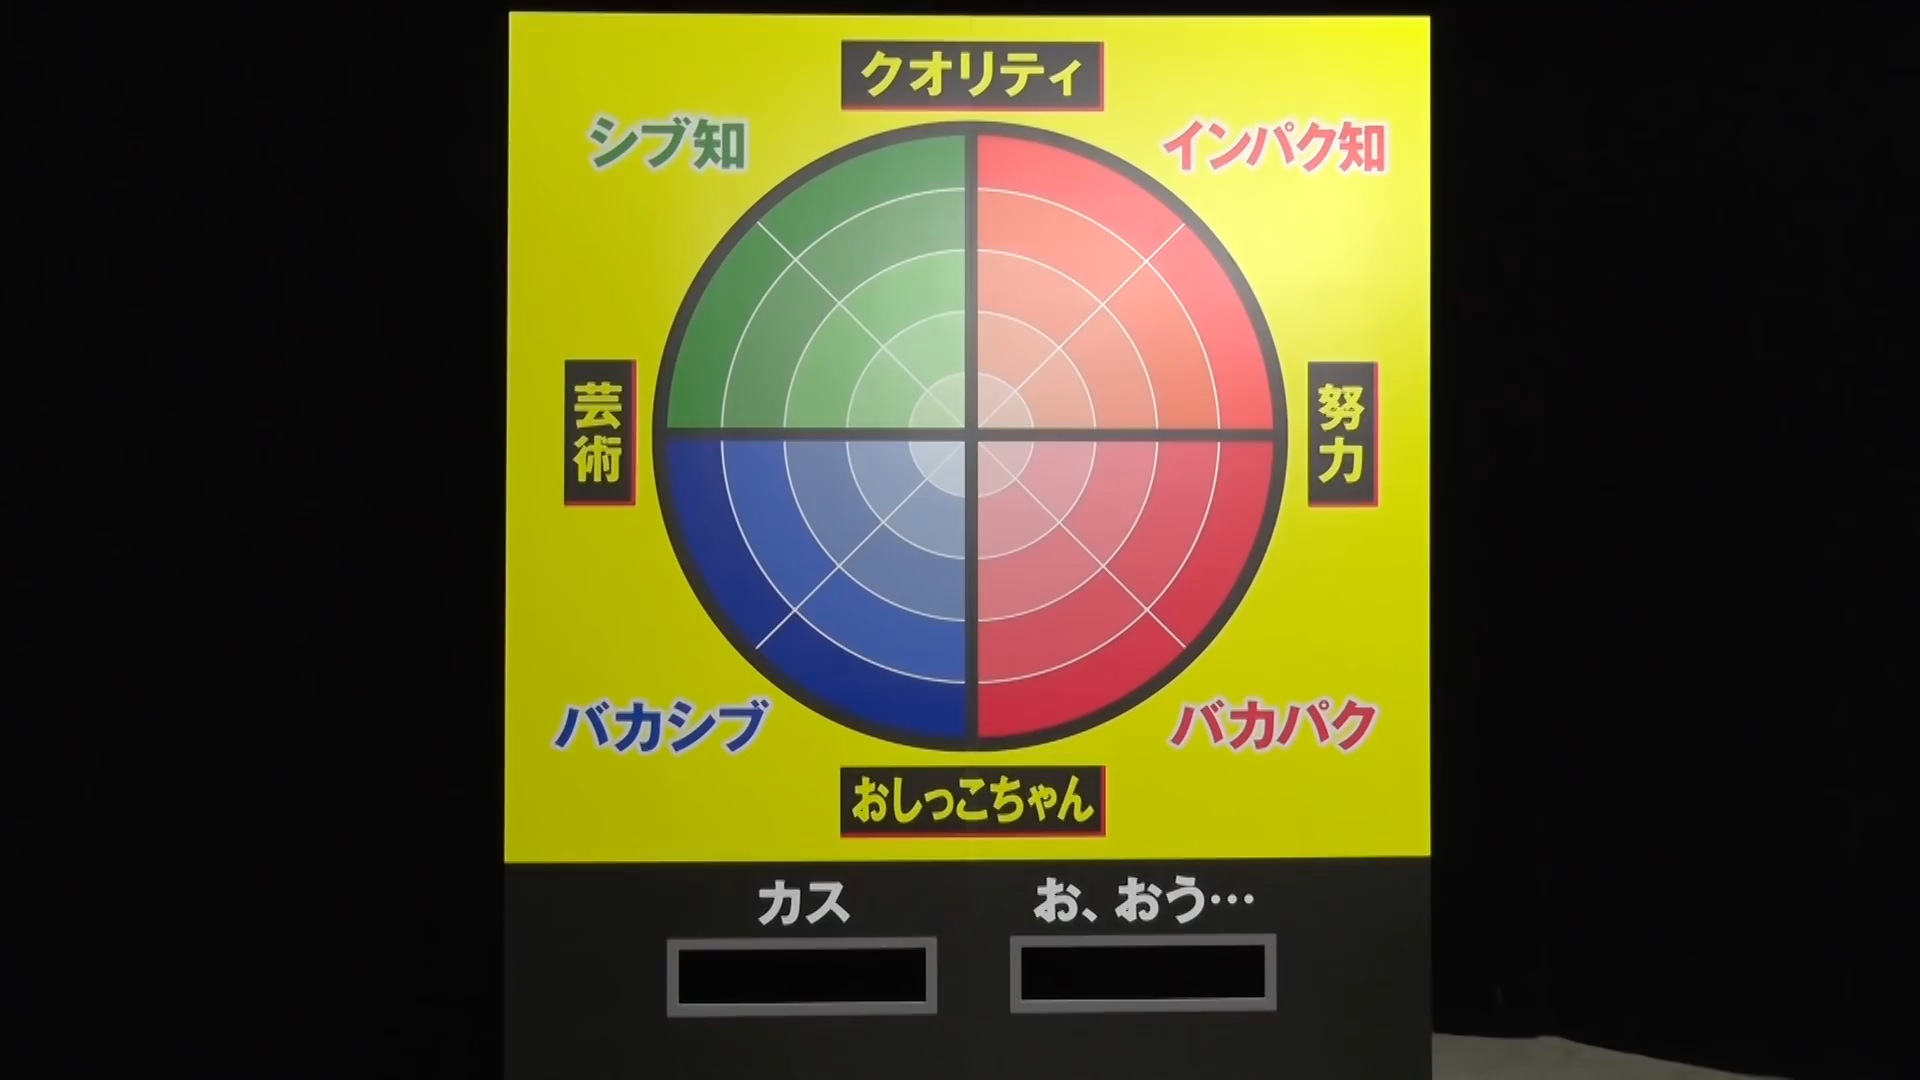 クオリティ
シブ知
インパク知
芸術
努力
バカシブ
バカパク
おしっこちゃん
カス
お、おう…